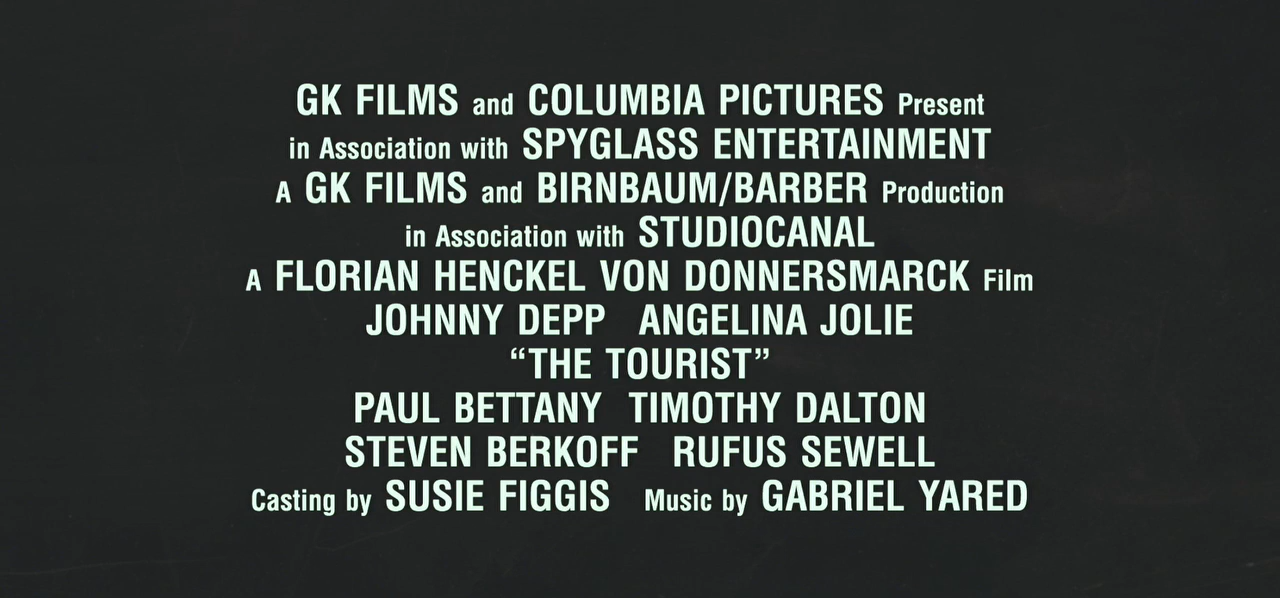 GK FILMS and COLUMBIA PICTURES Present
in Association with SPYGLASS ENTERTAINMENT
A GK FILMS and BIRNBAUM/BARBER Production
in Association with STUDIOCANAL
A FLORIAN HENCKEL VON DONNERSMARCK Film
JOHNNY DEPP ANGELINA JOLIE
“THE TOURIST”
PAUL BETTANY TIMOTHY DALTON
STEVEN BERKOFF RUFUS SEWELL
Casting by SUSIE FIGGIS Music by GABRIEL YARED